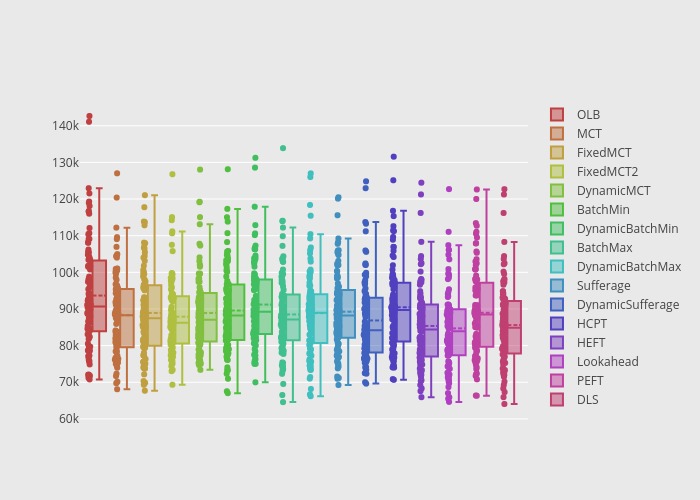 140k
130k
120k
110k
100k
90k
80k
70k
60k
OLB
MCT
FixedMCT
FixedMCT2
DynamicMCT
BatchMin
DynamicBatchMin
BatchMax
DynamicBatchMax
Sufferage
DynamicSufferage
HCPT
HEFT
Lookahead
PEFT
DLS